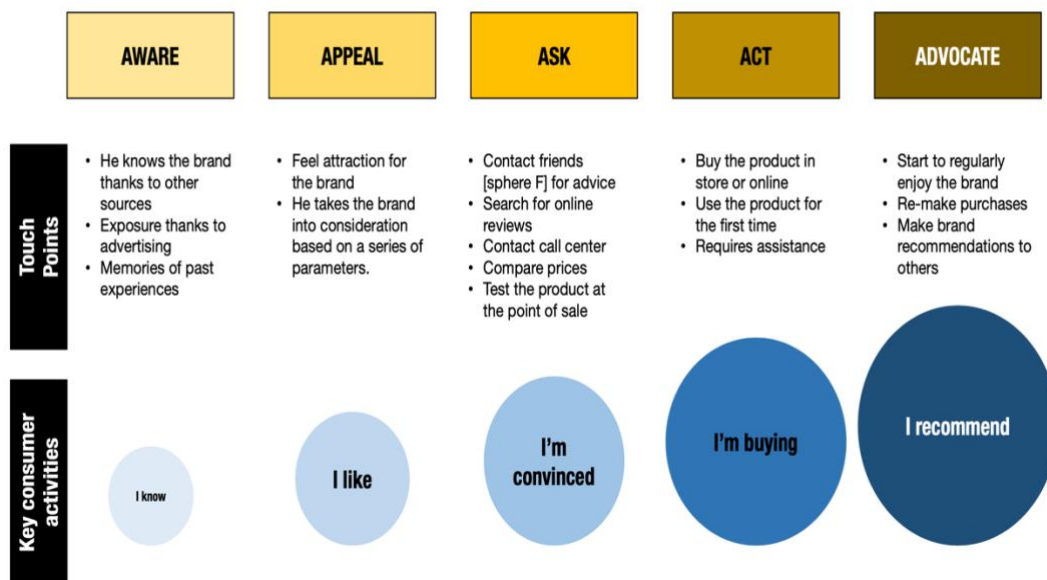 AWARE
APPEAL
ASK
ACT
ADVOCATE
Touch
Points
• He knows the brand
thanks to other
sources
• Exposure thanks to
advertising
• Memories of past
experiences
• Feel attraction for
the brand
• He takes the brand
into consideration
based on a series of
parameters.
• Contact friends
[sphere F] for advice
• Search for online
reviews
• Contact call center
• Compare prices
• Test the product at
the point of sale
• Buy the product in
store or online
• Use the product for
the first time
• Requires assistance
• Start to regularly
enjoy the brand
• Re-make purchases
• Make brand
recommendations to
others
Key consumer
activities
I know
I like
I'm
convinced
I'm buying
I recommend